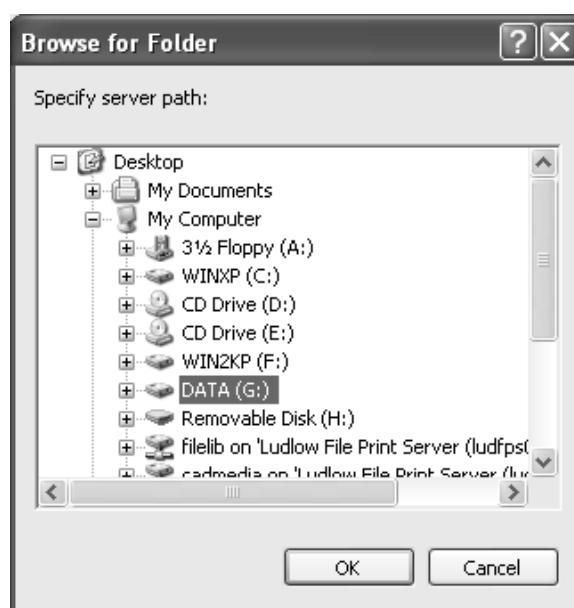 Browse for Folder
Specify server path:
Desktop
My Documents
My Computer
3½ Floppy (A:)
WINXP (C:)
CD Drive (D:)
CD Drive (E:)
WIN2KP (F:)
DATA (G:)
Removable Disk (H:)
filelib on 'Ludlow File Print Server (ludfps
cadmedia on 'Ludlow File Print Server
OK Cancel